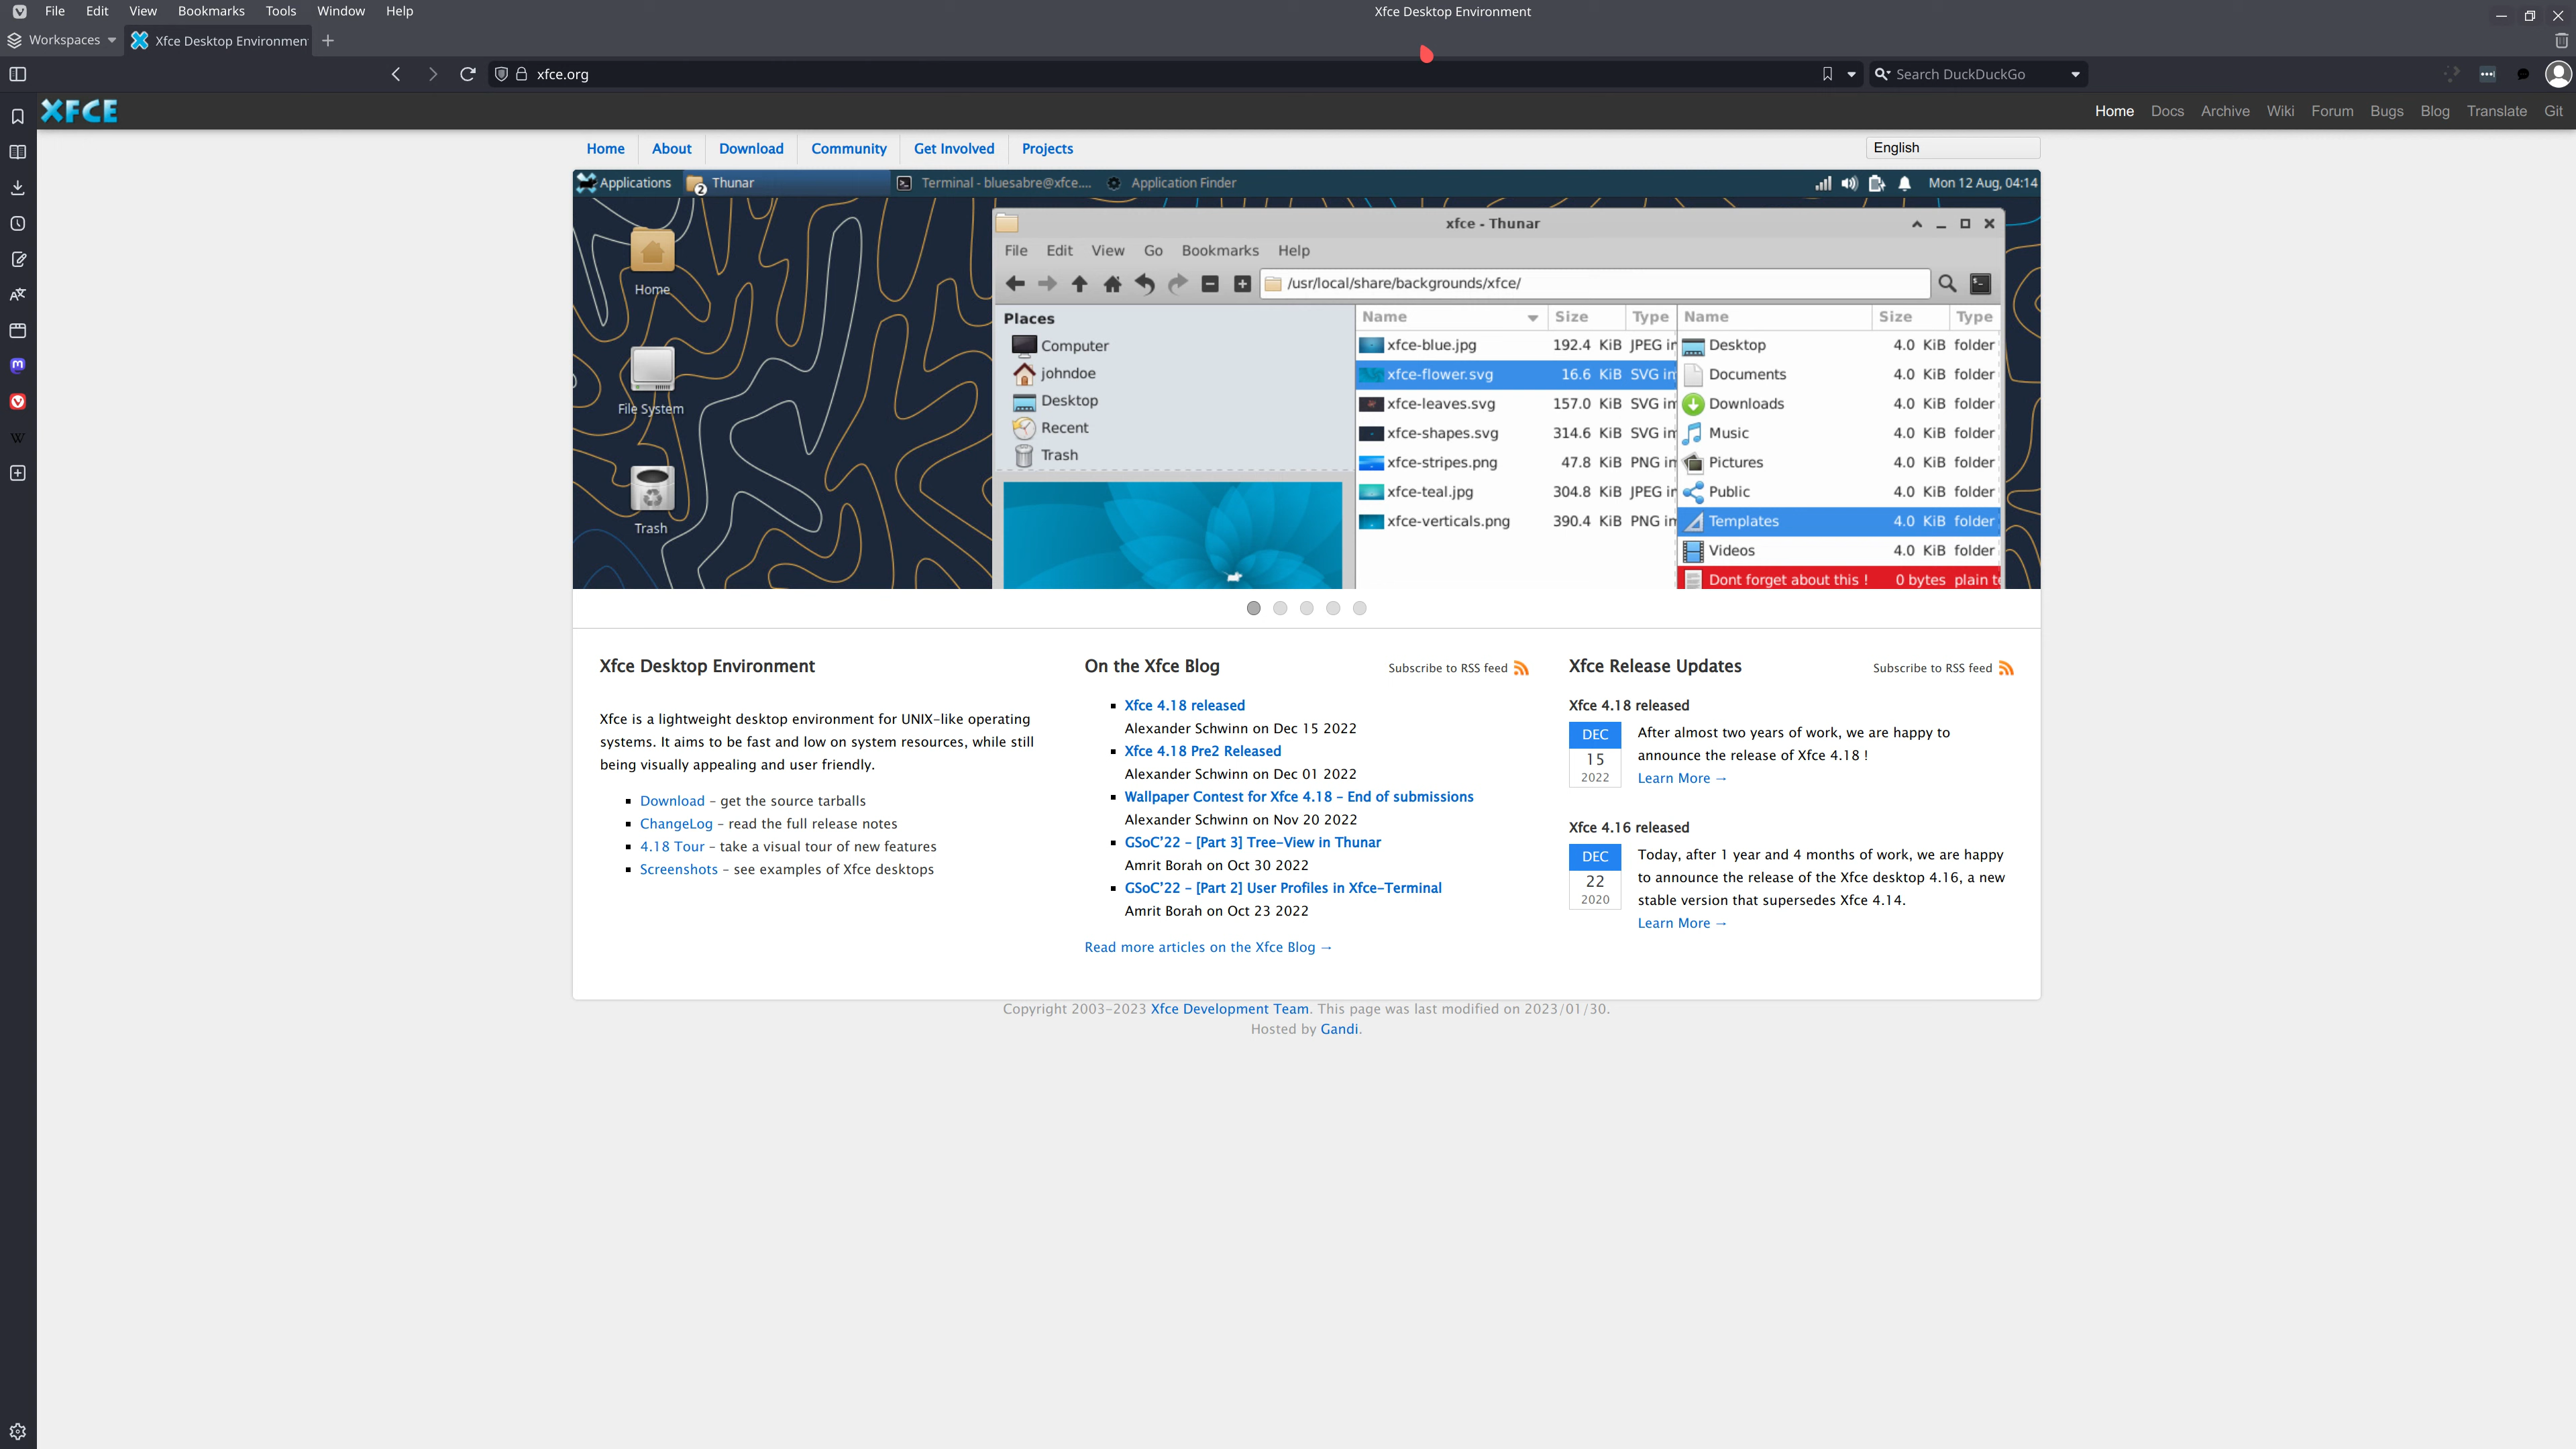 File Edit View Bookmarks Tools Window Help
Xfce Desktop Environment
Workspaces
Xfce Desktop Environmen
xfce.org
Search DuckDuckGo
XFCE
Home Docs Archive Wiki Forum Bugs Blog Translate Git
Home About Download Community Get Involved Projects
English
Applications 2 Thunar Terminal - bluesabre@xfce.... Application Finder Mon 12 Aug, 04:14
Home
File System
Trash
xfce - Thunar
File Edit View Go Bookmarks Help
/usr/local/share/backgrounds/xfce/
Places
Computer
johndoe
Desktop
Recent
Trash
Name Size Type
xfce-blue.jpg 192.4 KiB JPEG
xfce-flower.svg 16.6 KiB SVG
xfce-leaves.svg 157.0 KiB SVG
xfce-shapes.svg 314.6 KiB SVG
xfce-stripes.png 47.8 KiB PNG
xfce-teal.jpg 304.8 KiB JPEG
xfce-verticals.png 390.4 KiB PNG
Name Size Type
Desktop 4.0 KiB folder
Documents 4.0 KiB folder
Downloads 4.0 KiB folder
Music 4.0 KiB folder
Pictures 4.0 KiB folder
Public 4.0 KiB folder
Templates 4.0 KiB folder
Videos 4.0 KiB folder
Dont forget about this ! 0 bytes plain
Xfce Desktop Environment
Xfce is a lightweight desktop environment for UNIX-like operating
systems. It aims to be fast and low on system resources, while still
being visually appealing and user friendly.
Download - get the source tarballs
ChangeLog - read the full release notes
4.18 Tour - take a visual tour of new features
Screenshots - see examples of Xfce desktops
On the Xfce Blog
Subscribe to RSS feed
Xfce 4.18 released
Alexander Schwinn on Dec 15 2022
Xfce 4.18 Pre2 Released
Alexander Schwinn on Dec 01 2022
Wallpaper Contest for Xfce 4.18 – End of submissions
Alexander Schwinn on Nov 20 2022
GSoC’22 – [Part 3] Tree-View in Thunar
Amrit Borah on Oct 30 2022
GSoC’22 – [Part 2] User Profiles in Xfce-Terminal
Amrit Borah on Oct 23 2022
Read more articles on the Xfce Blog →
Xfce Release Updates
Subscribe to RSS feed
Xfce 4.18 released
DEC
15
2022
After almost two years of work, we are happy to
announce the release of Xfce 4.18 !
Learn More →
Xfce 4.16 released
DEC
22
2020
Today, after 1 year and 4 months of work, we are happy
to announce the release of the Xfce desktop 4.16, a new
stable version that supersedes Xfce 4.14.
Learn More →
Copyright 2003-2023 Xfce Development Team. This page was last modified on 2023/01/30.
Hosted by Gandi.